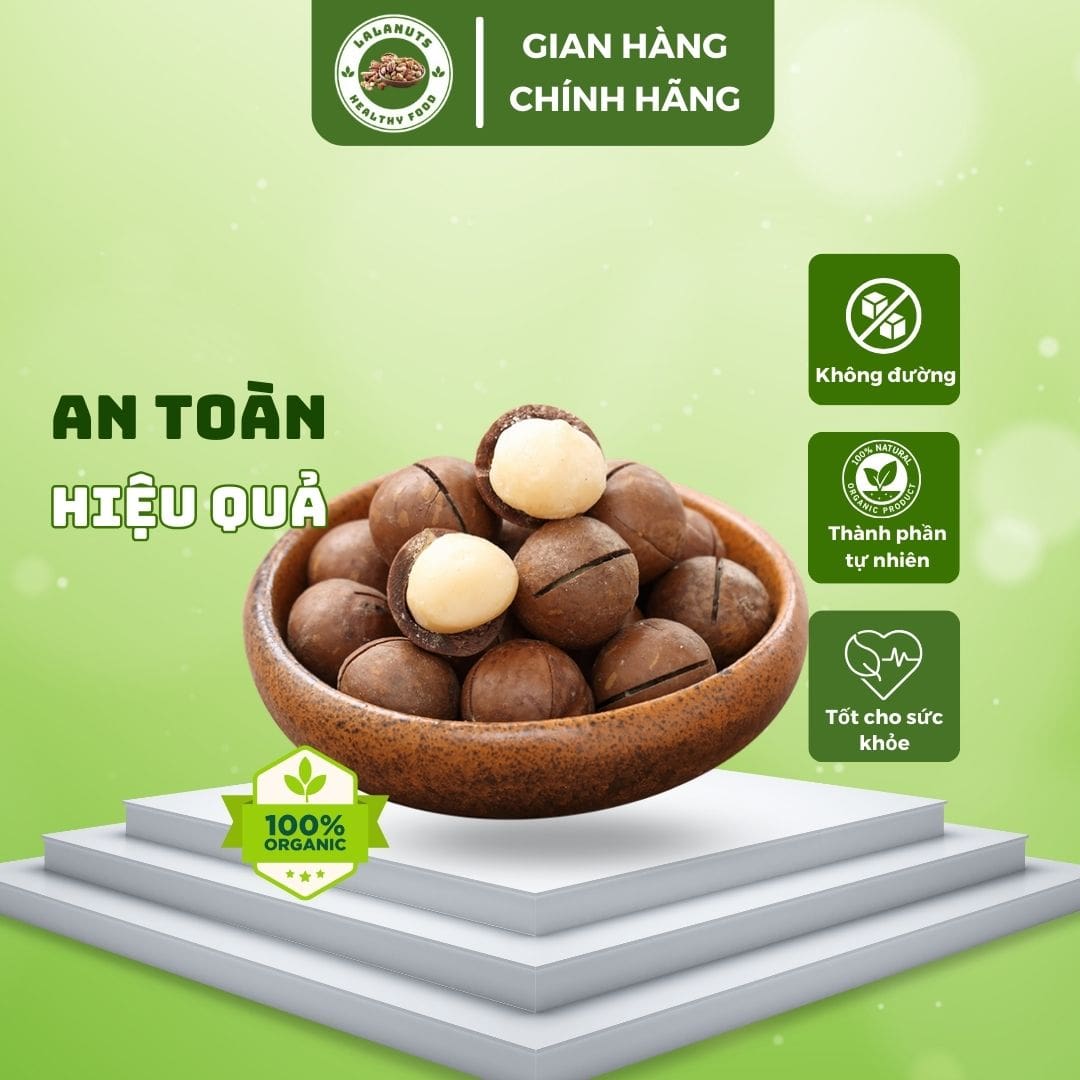 LALANUTS
HEALTHY FOOD
GIAN HÀNG
CHÍNH HÃNG
AN TOÀN
HIỆU QUẢ
Không đường
100% NATURAL
ORGANIC PRODUCT
Thành phần
tự nhiên
Tốt cho sức
khỏe
100%
ORGANIC